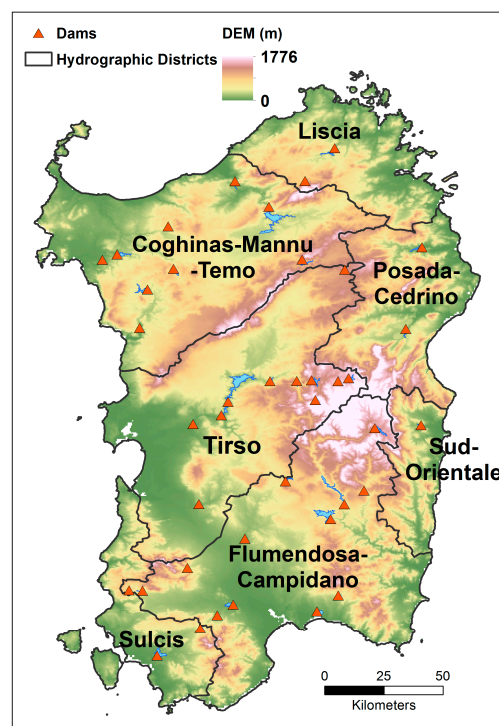 Dams
Hydrographic Districts
DEM (m)
1776
0
Liscia
Coghinas-Mannu
-Temo
Posada-
Cedrino
Tirso
Sud-
Orientale
Flumendosa-
Campidano
Sulcis
0 25 50
Kilometers